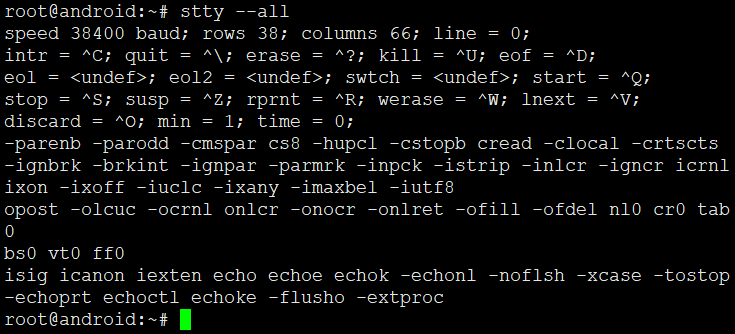 root@android:~# stty --all
speed 38400 baud; rows 38; columns 66; line = 0;
intr = ^C; quit = ^\; erase = ^?; kill = ^U; eof = ^D;
eol = <undef>; eol2 = <undef>; swtch = <undef>; start = ^Q;
stop = ^S; susp = ^Z; rprnt = ^R; werase = ^W; lnext = ^V;
discard = ^O; min = 1; time = 0;
-parenb -parodd -cmspar cs8 -hupcl -cstopb cread -clocal -crtscts
-ignbrk -brkint -ignpar -parmrk -inpck -istrip -inlcr -igncr icrnl
ixon -ixoff -iuclc -ixany -imaxbel -iutf8
opost -olcuc -ocrnl onlcr -onocr -onlret -ofill -ofdel nl0 cr0 tab
0
bs0 vt0 ff0
isig icanon iexten echo echoe echok -echonl -noflsh -xcase -tostop
-echoprt echoctl echoke -flusho -extproc
root@android:~#